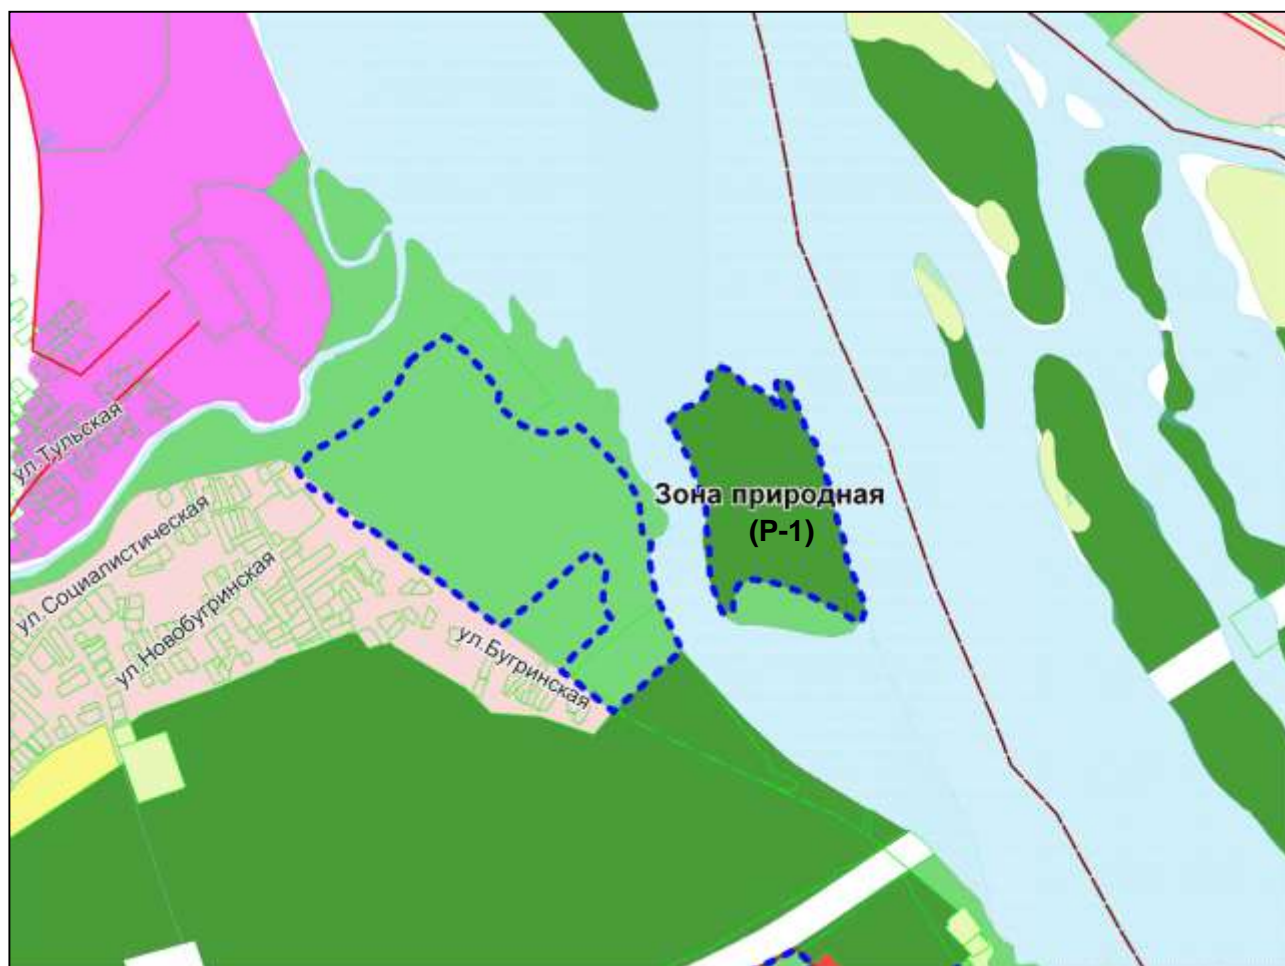 ул.Тульская
Зона природная
(Р-1)
ул.Социалистическая
ул.Новобугринская
ул.Бугринская